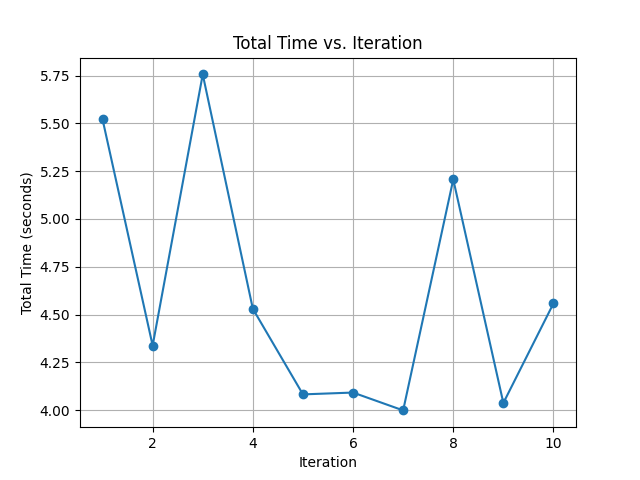 Total Time vs. Iteration
Total Time (seconds)
5.75
5.50
5.25
5.00
4.75
4.50
4.25
4.00
2 4 6 8 10
Iteration